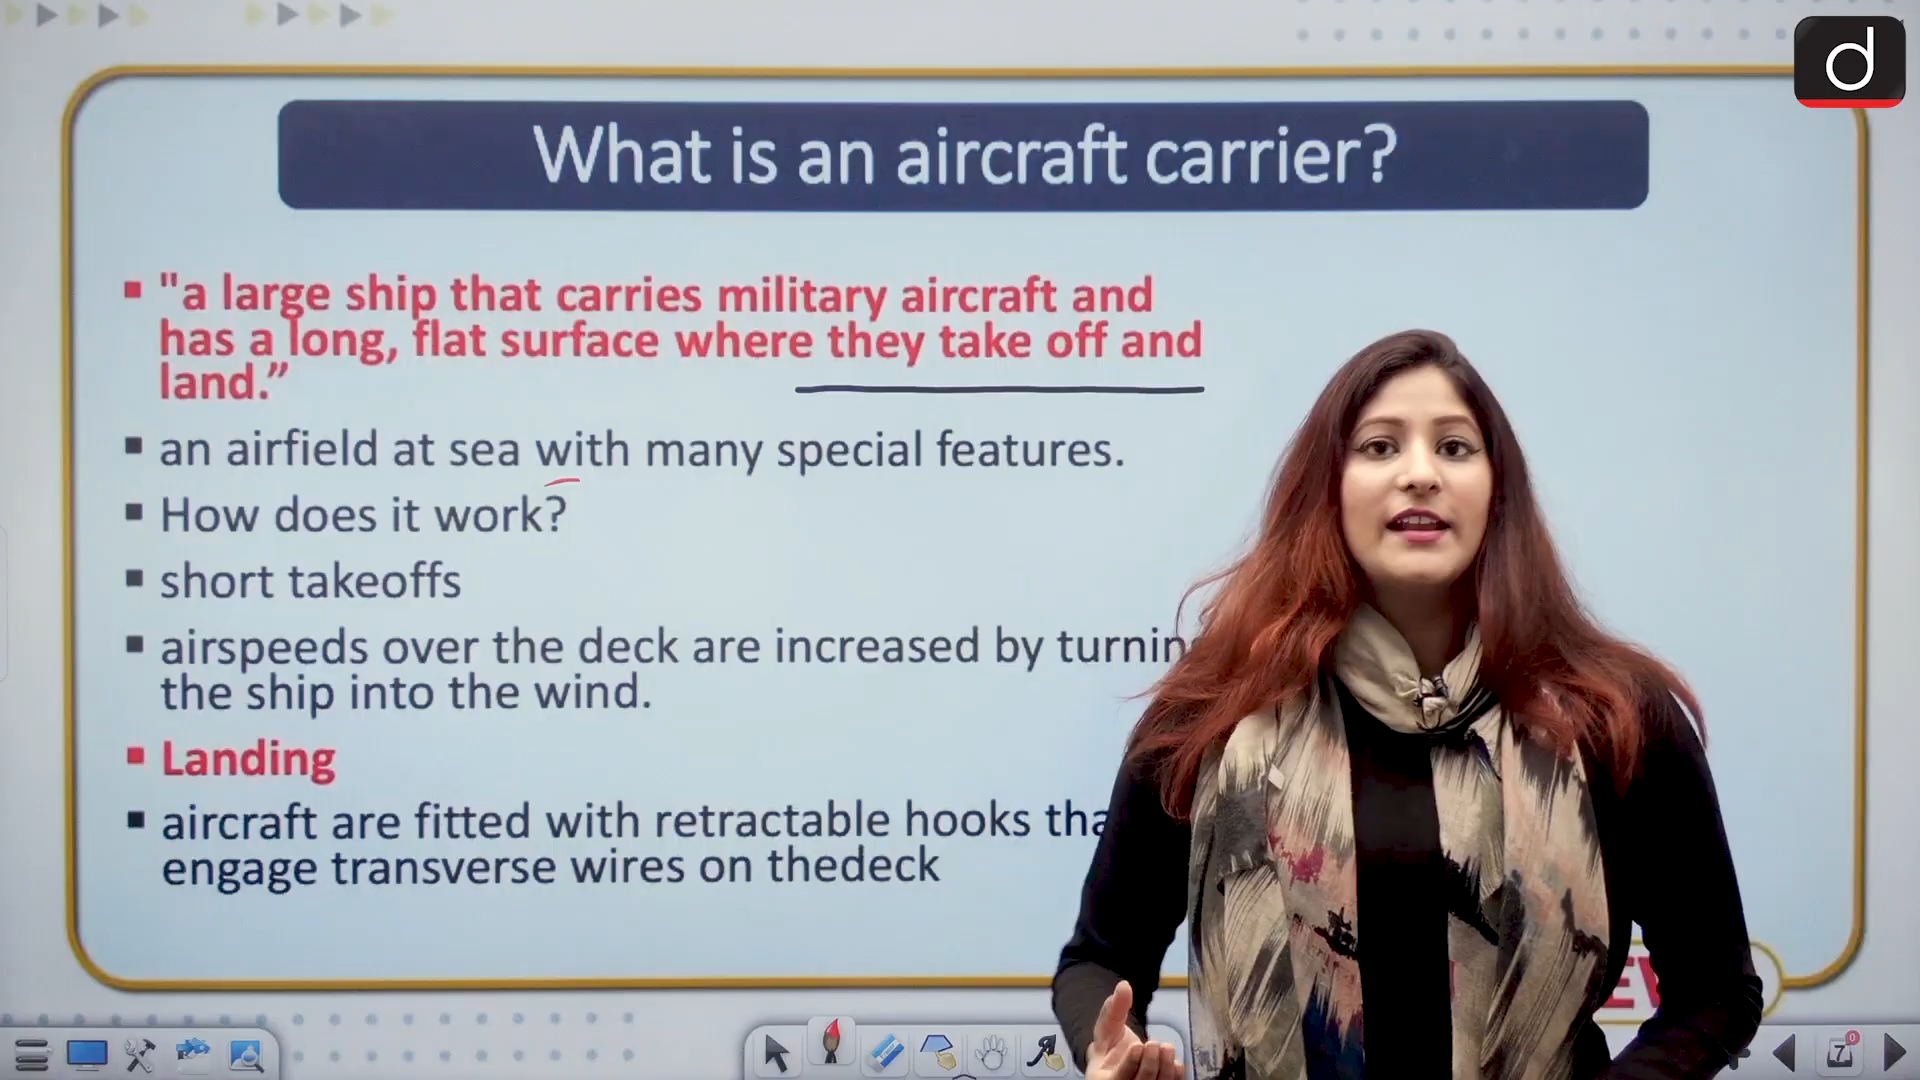 d
What is an aircraft carrier?
"a large ship that carries military aircraft and
has a long, flat surface where they take off and
land.”
an airfield at sea with many special features.
How does it work?
short takeoffs
airspeeds over the deck are increased by
the ship into the wind.
Landing
aircraft are fitted with retractable hooks
engage transverse wires on thedeck
7
0